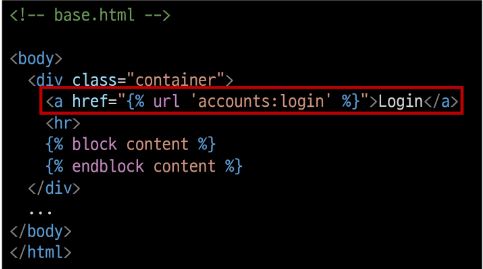 <!-- base.html -->
<body>
<div class="container">
<a href="{% url 'accounts:login' %}">Login</a>
<hr>
{% block content %}
{% endblock content %}
</div>
...
</body>
</html>